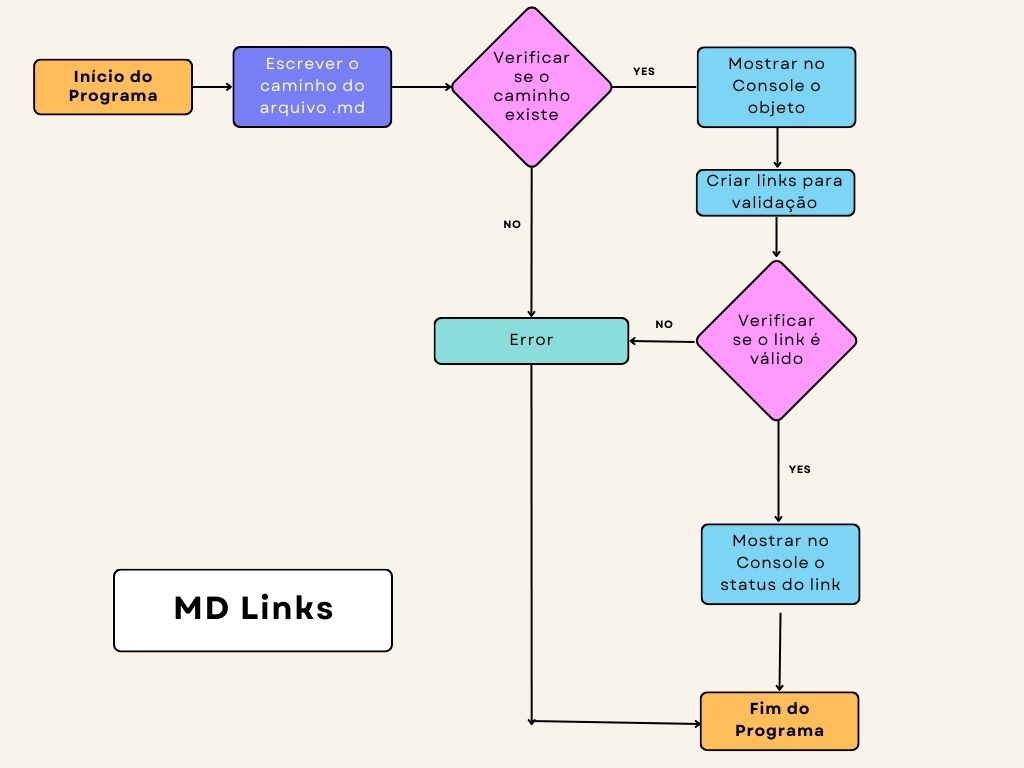 Início do
Programa
Escrever o
caminho do
arquivo .md
Verificar
se o
caminho
existe
YES
Mostrar no
Console o
objeto
Criar links para
validação
NO
Verificar
se o link é
válido
NO
Error
YES
Mostrar no
Console o
status do link
MD Links
Fim do
Programa